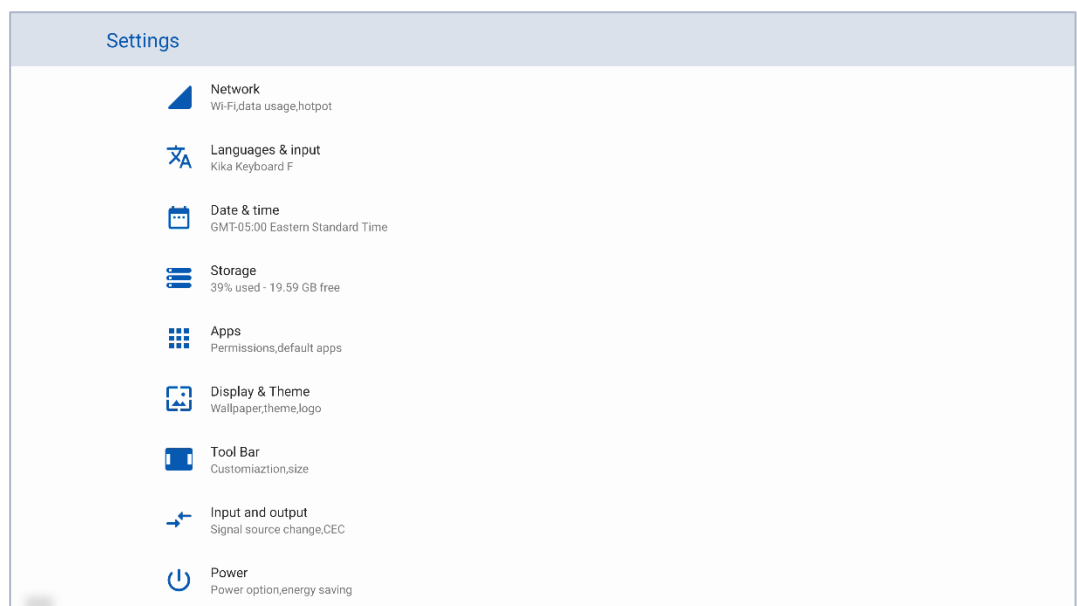 Settings
Network
Wi-Fi,data usage,hotpot
Languages & input
Kika Keyboard F
Date & time
GMT-05:00 Eastern Standard Time
Storage
39% used - 19.59 GB free
Apps
Permissions,default apps
Display & Theme
Wallpaper,theme,logo
Tool Bar
Customiaztion,size
Input and output
Signal source change,CEC
Power
Power option,energy saving